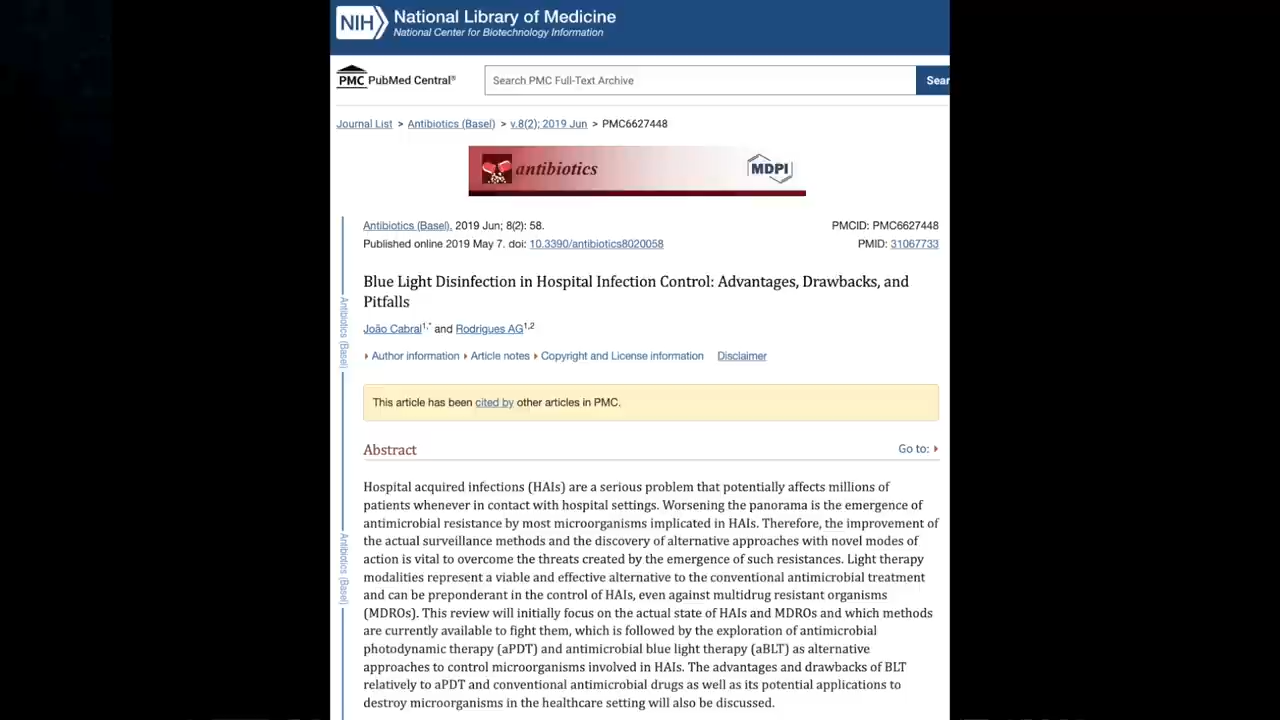 NIH National Library of Medicine
National Center for Biotechnology Information
PMC PubMed Central®
Search PMC Full-Text Archive
Sear
Journal List > Antibiotics (Basel) > v.8(2); 2019 Jun > PMC6627448
antibiotics
MDPI
Antibiotics (Basel). 2019 Jun; 8(2): 58.
PMCID: PMC6627448
Published online 2019 May 7. doi: 10.3390/antibiotics8020058
PMID: 31067733
Blue Light Disinfection in Hospital Infection Control: Advantages, Drawbacks, and
Pitfalls
João Cabral1,* and Rodrigues AG1,2
Author information Article notes Copyright and License information Disclaimer
This article has been cited by other articles in PMC.
Abstract
Go to:
Hospital acquired infections (HAIs) are a serious problem that potentially affects millions of
patients whenever in contact with hospital settings. Worsening the panorama is the emergence of
antimicrobial resistance by most microorganisms implicated in HAIs. Therefore, the improvement of
the actual surveillance methods and the discovery of alternative approaches with novel modes of
action is vital to overcome the threats created by the emergence of such resistances. Light therapy
modalities represent a viable and effective alternative to the conventional antimicrobial treatment
and can be preponderant in the control of HAIs, even against multidrug resistant organisms
(MDROs). This review will initially focus on the actual state of HAIs and MDROs and which methods
are currently available to fight them, which is followed by the exploration of antimicrobial
photodynamic therapy (aPDT) and antimicrobial blue light therapy (aBLT) as alternative
approaches to control microorganisms involved in HAIs. The advantages and drawbacks of BLT
relatively to aPDT and conventional antimicrobial drugs as well as its potential applications to
destroy microorganisms in the healthcare setting will also be discussed.
Antibiotics (Basel)
Antibiotics (Basel)